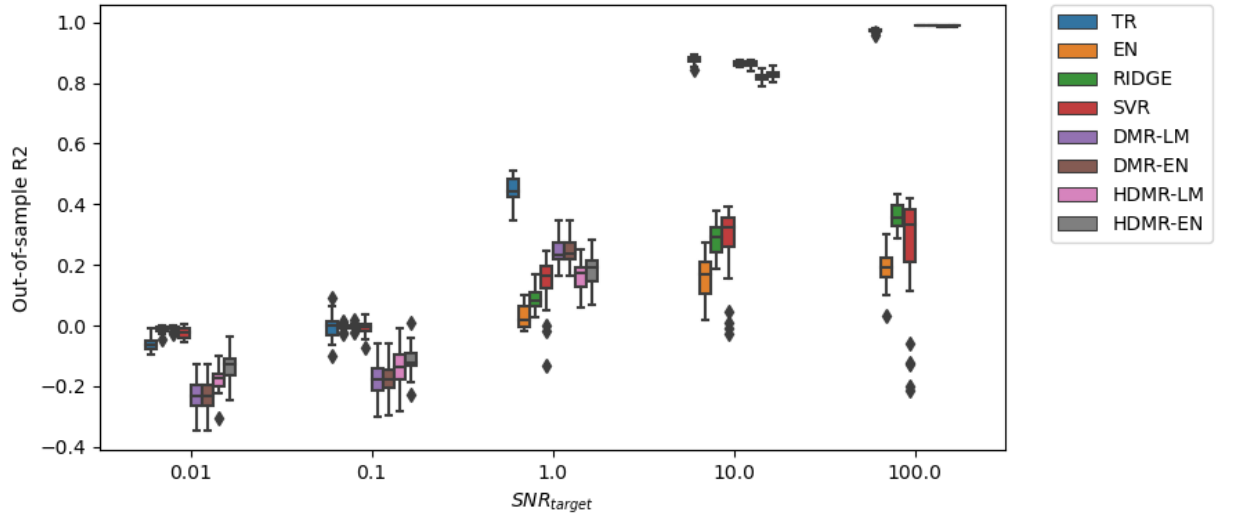 1.0
0.8
0.6
0.4
0.2
0.0
−0.2
−0.4
Out-of-sample R2
0.01 0.1 1.0 10.0 100.0
SNR_target
TR
EN
RIDGE
SVR
DMR-LM
DMR-EN
HDMR-LM
HDMR-EN